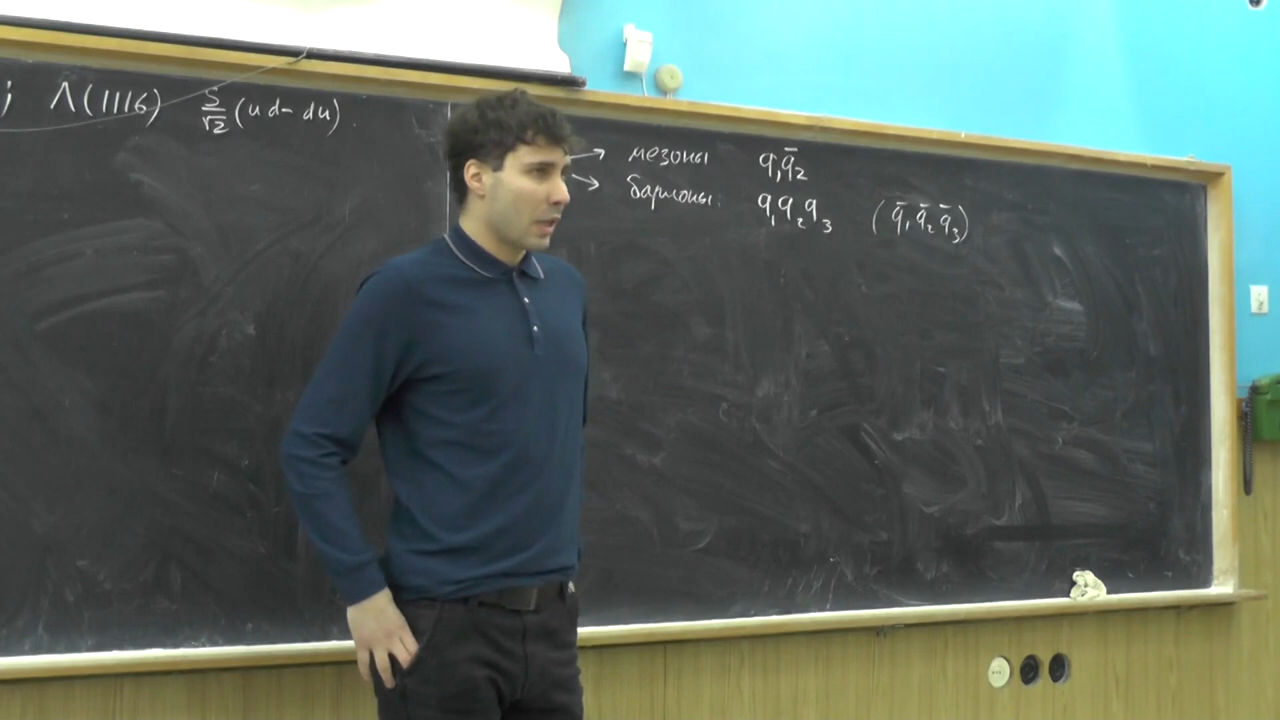 ; Λ(1116) s/√2 (ud - du)
→ мезоны q₁q̄₂
→ барионы: q₁q₂q₃ (q̄₁q̄₂q̄₃)